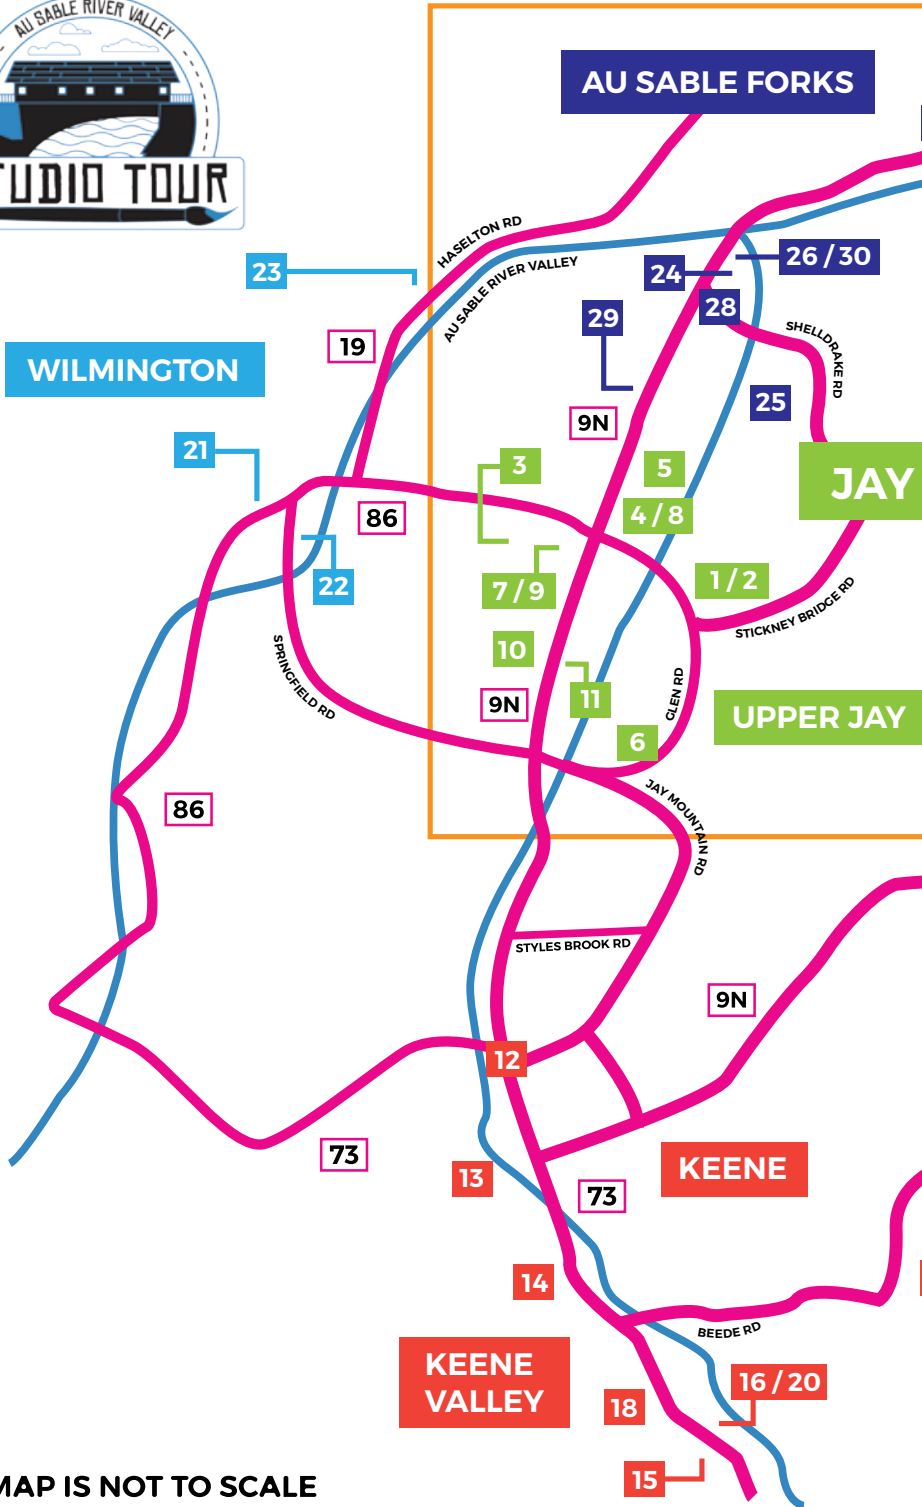 AU SABLE RIVER VALLEY
TUDIO TOUR
AU SABLE FORKS
HASELTON RD
AU SABLE RIVER VALLEY
23
26 / 30
24
28
29
SHELLDRAKE RD
19
WILMINGTON
25
9N
21
3
5
JAY
86
4 / 8
22
7 / 9
1 / 2
STICKNEY BRIDGE RD
10
SPRINGFIELD RD
GLEN RD
9N
11
UPPER JAY
6
86
JAY MOUNTAIN RD
STYLES BROOK RD
9N
12
73
KEENE
13
73
14
BEEDE RD
KEENE
VALLEY
16 / 20
18
15
MAP IS NOT TO SCALE